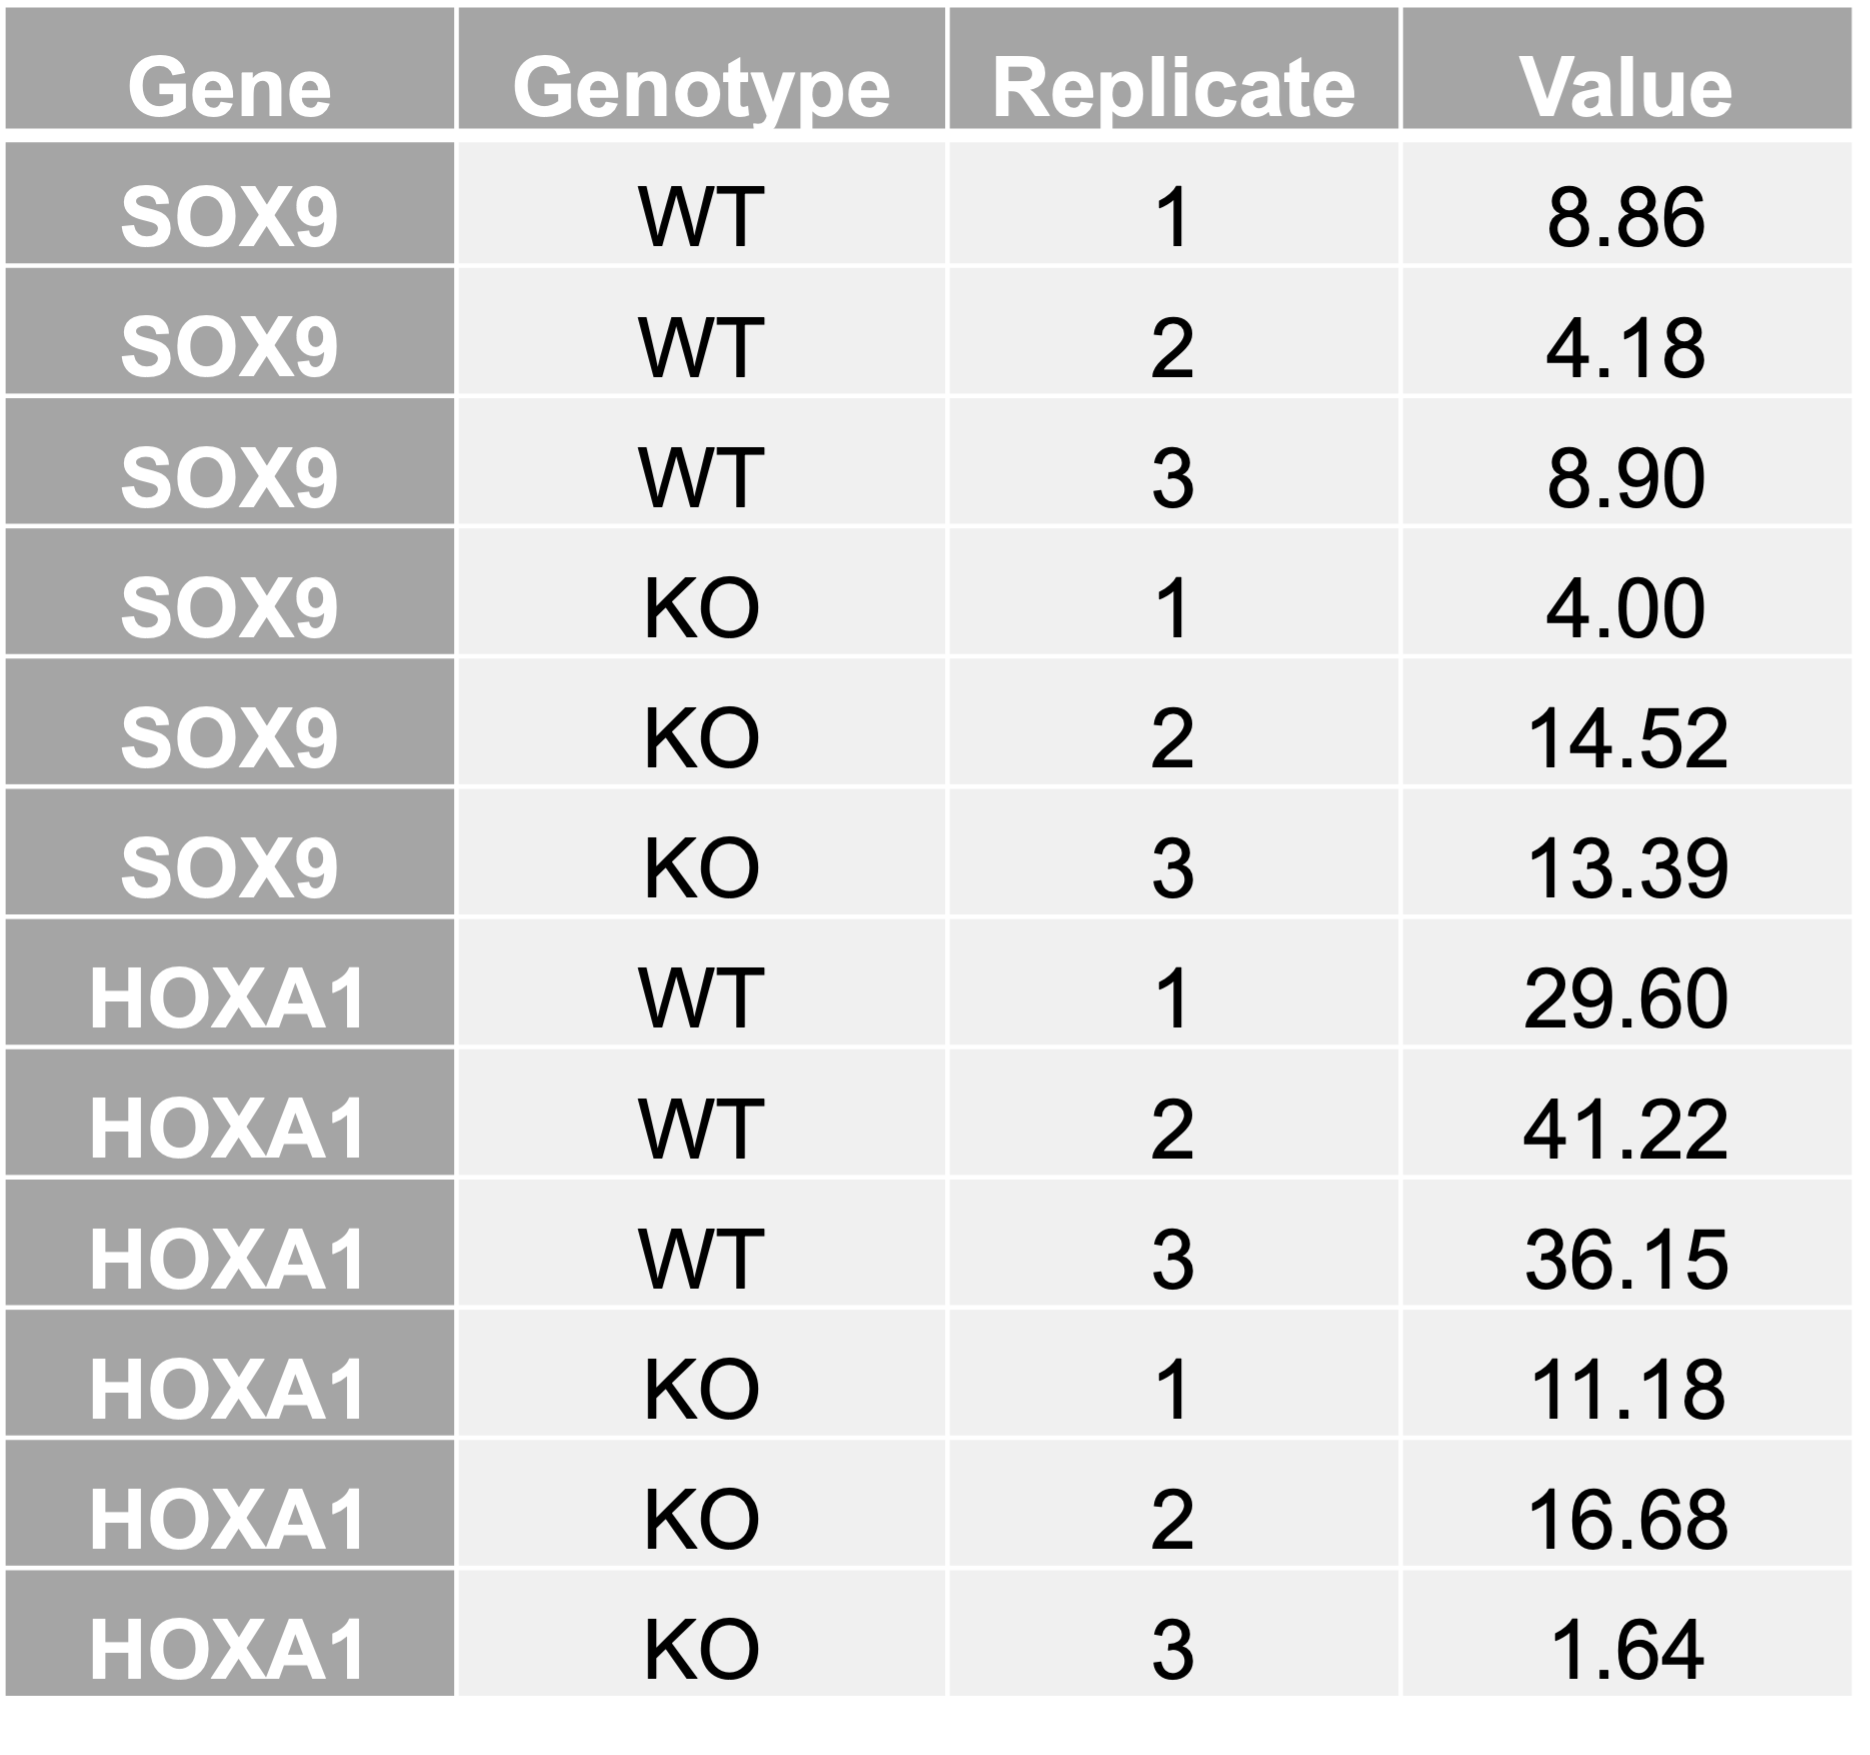 Gene Genotype Replicate Value
SOX9 WT 1 8.86
SOX9 WT 2 4.18
SOX9 WT 3 8.90
SOX9 KO 1 4.00
SOX9 KO 2 14.52
SOX9 KO 3 13.39
HOXA1 WT 1 29.60
HOXA1 WT 2 41.22
HOXA1 WT 3 36.15
HOXA1 KO 1 11.18
HOXA1 KO 2 16.68
HOXA1 KO 3 1.64